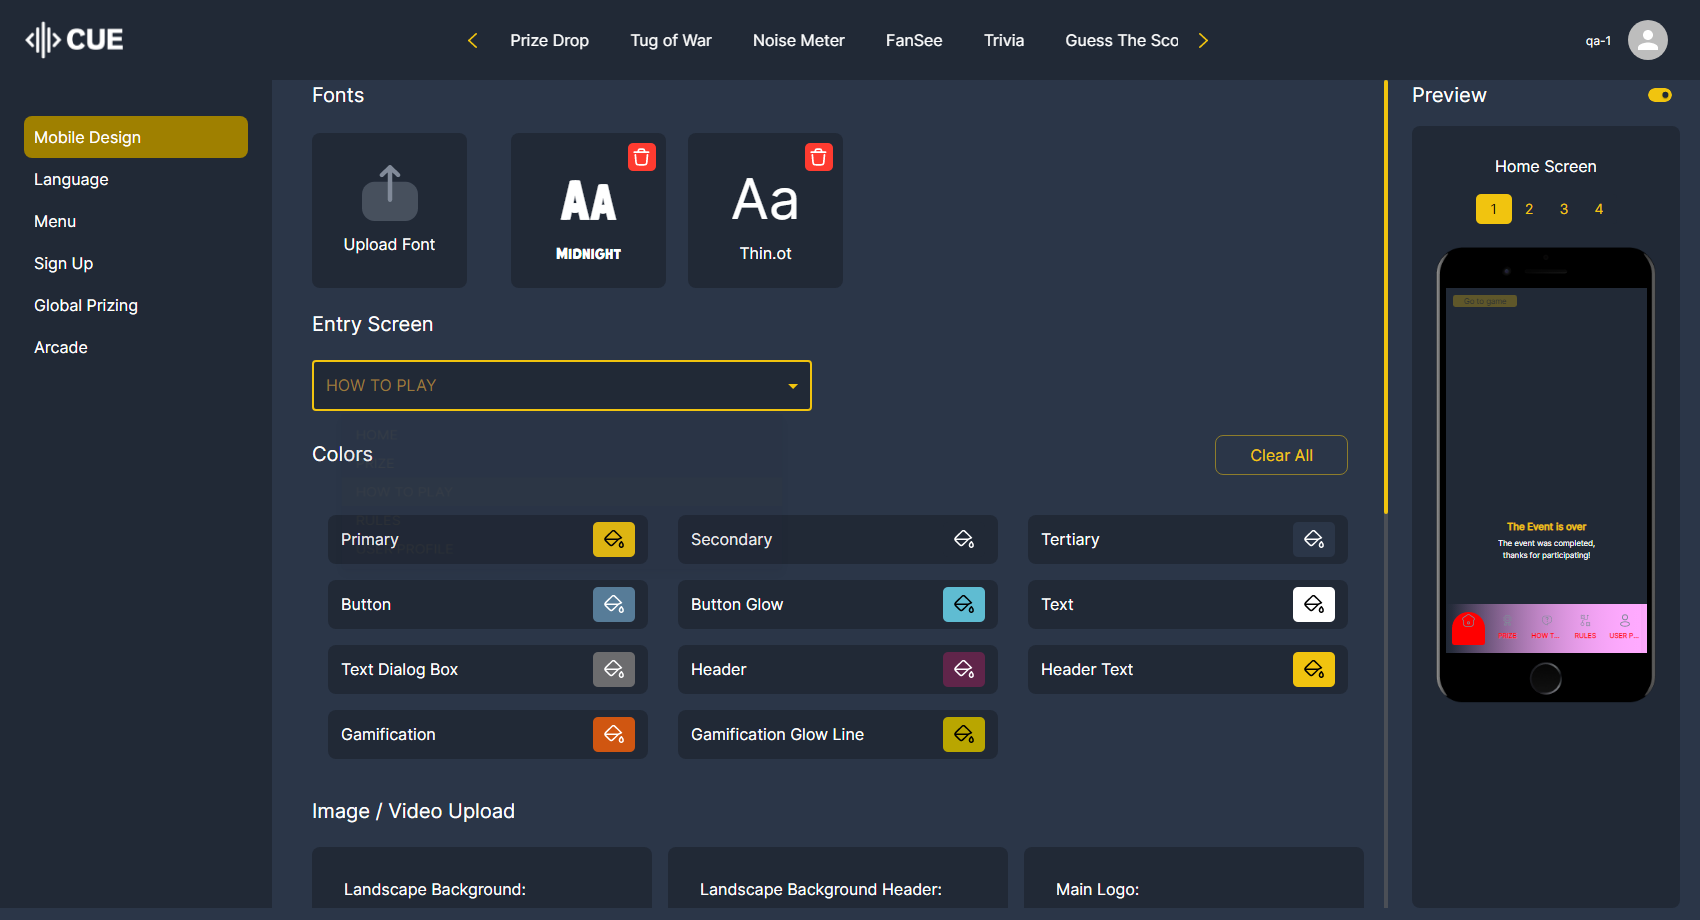 CUE
Prize Drop
Tug of War
Noise Meter
FanSee
Trivia
Guess The Sco
qa-1
Mobile Design
Language
Menu
Sign Up
Global Prizing
Arcade
Fonts
Upload Font
AA
MIDNIGHT
Aa
Thin.ot
Entry Screen
HOW TO PLAY
HOME
PRIZE
HOW TO PLAY
RULES
Colors
Clear All
Primary
Secondary
Tertiary
Button
Button Glow
Text
Text Dialog Box
Header
Header Text
Gamification
Gamification Glow Line
Image / Video Upload
Landscape Background:
Landscape Background Header:
Main Logo:
Preview
Home Screen
1
2
3
4
Go to game
The Event is over
The event was completed,
thanks for participating!
PRIZE
HOW T...
RULES
USER P...